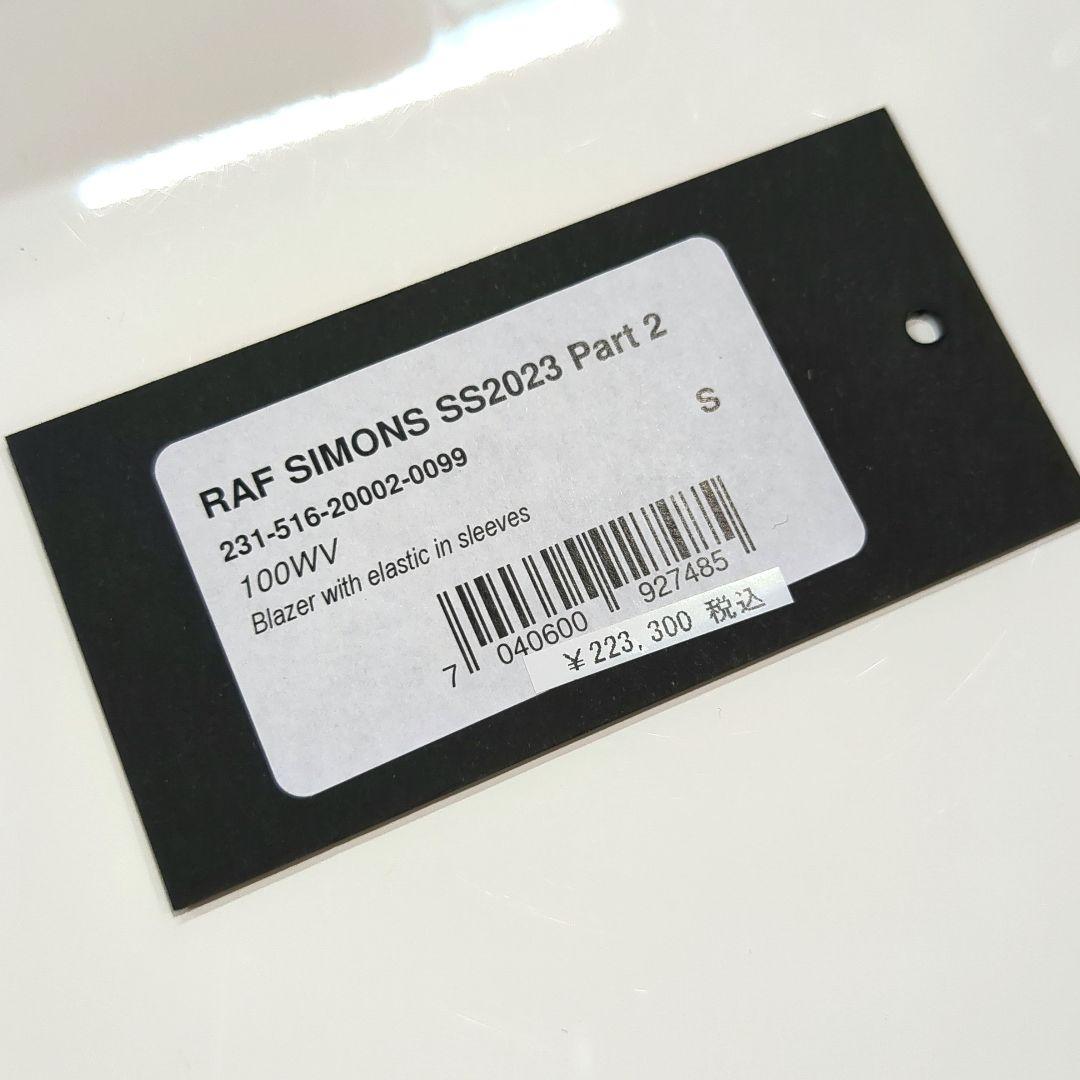 RAF SIMONS SS2023 Part 2
231-516-20002-0099
S
100WV
Blazer with elastic in sleeves
7 040600 927485
¥223,300 税込